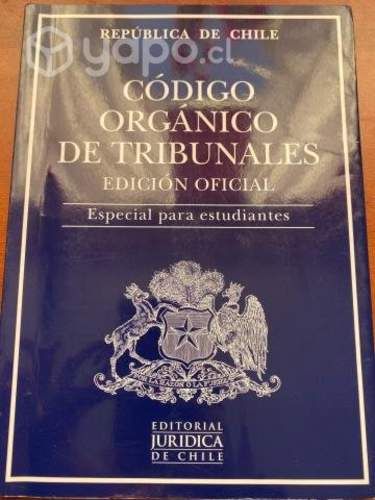 yapo.cl
REPÚBLICA DE CHILE
CÓDIGO
ORGÁNICO
DE TRIBUNALES
EDICIÓN OFICIAL
Especial para estudiantes
POR LA RAZÓN O LA FUERZA
EDITORIAL
JURIDICA
DE CHILE